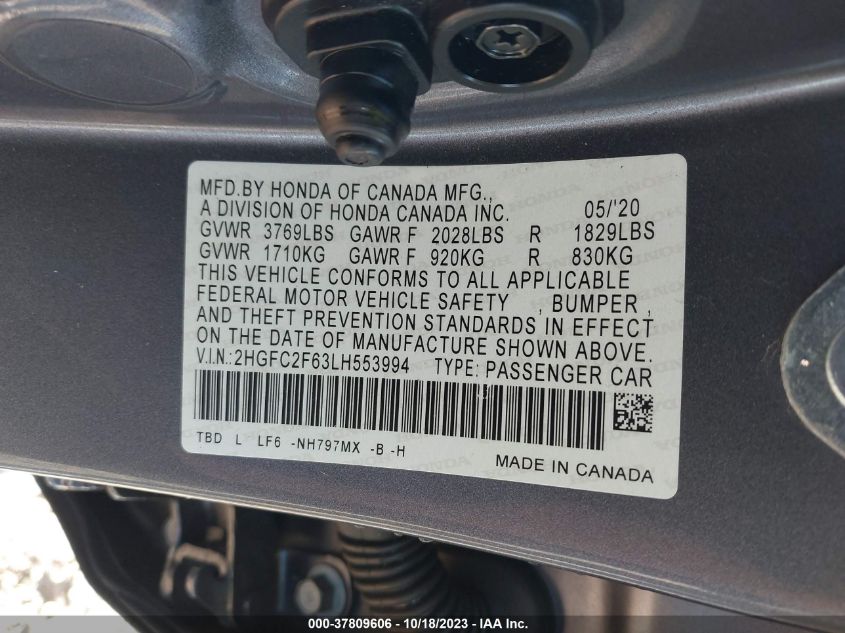 MFD.BY HONDA OF CANADA MFG.,
A DIVISION OF HONDA CANADA INC. 05/'20
GVWR 3769LBS GAWR F 2028LBS R 1829LBS
GVWR 1710KG GAWR F 920KG R 830KG
THIS VEHICLE CONFORMS TO ALL APPLICABLE
FEDERAL MOTOR VEHICLE SAFETY , BUMPER ,
AND THEFT PREVENTION STANDARDS IN EFFECT
ON THE DATE OF MANUFACTURE SHOWN ABOVE.
V.I.N.:2HGFC2F63LH553994 TYPE: PASSENGER CAR
TBD L LF6 -NH797MX -B -H
MADE IN CANADA
000-37809606 - 10/18/2023 - IAA Inc.